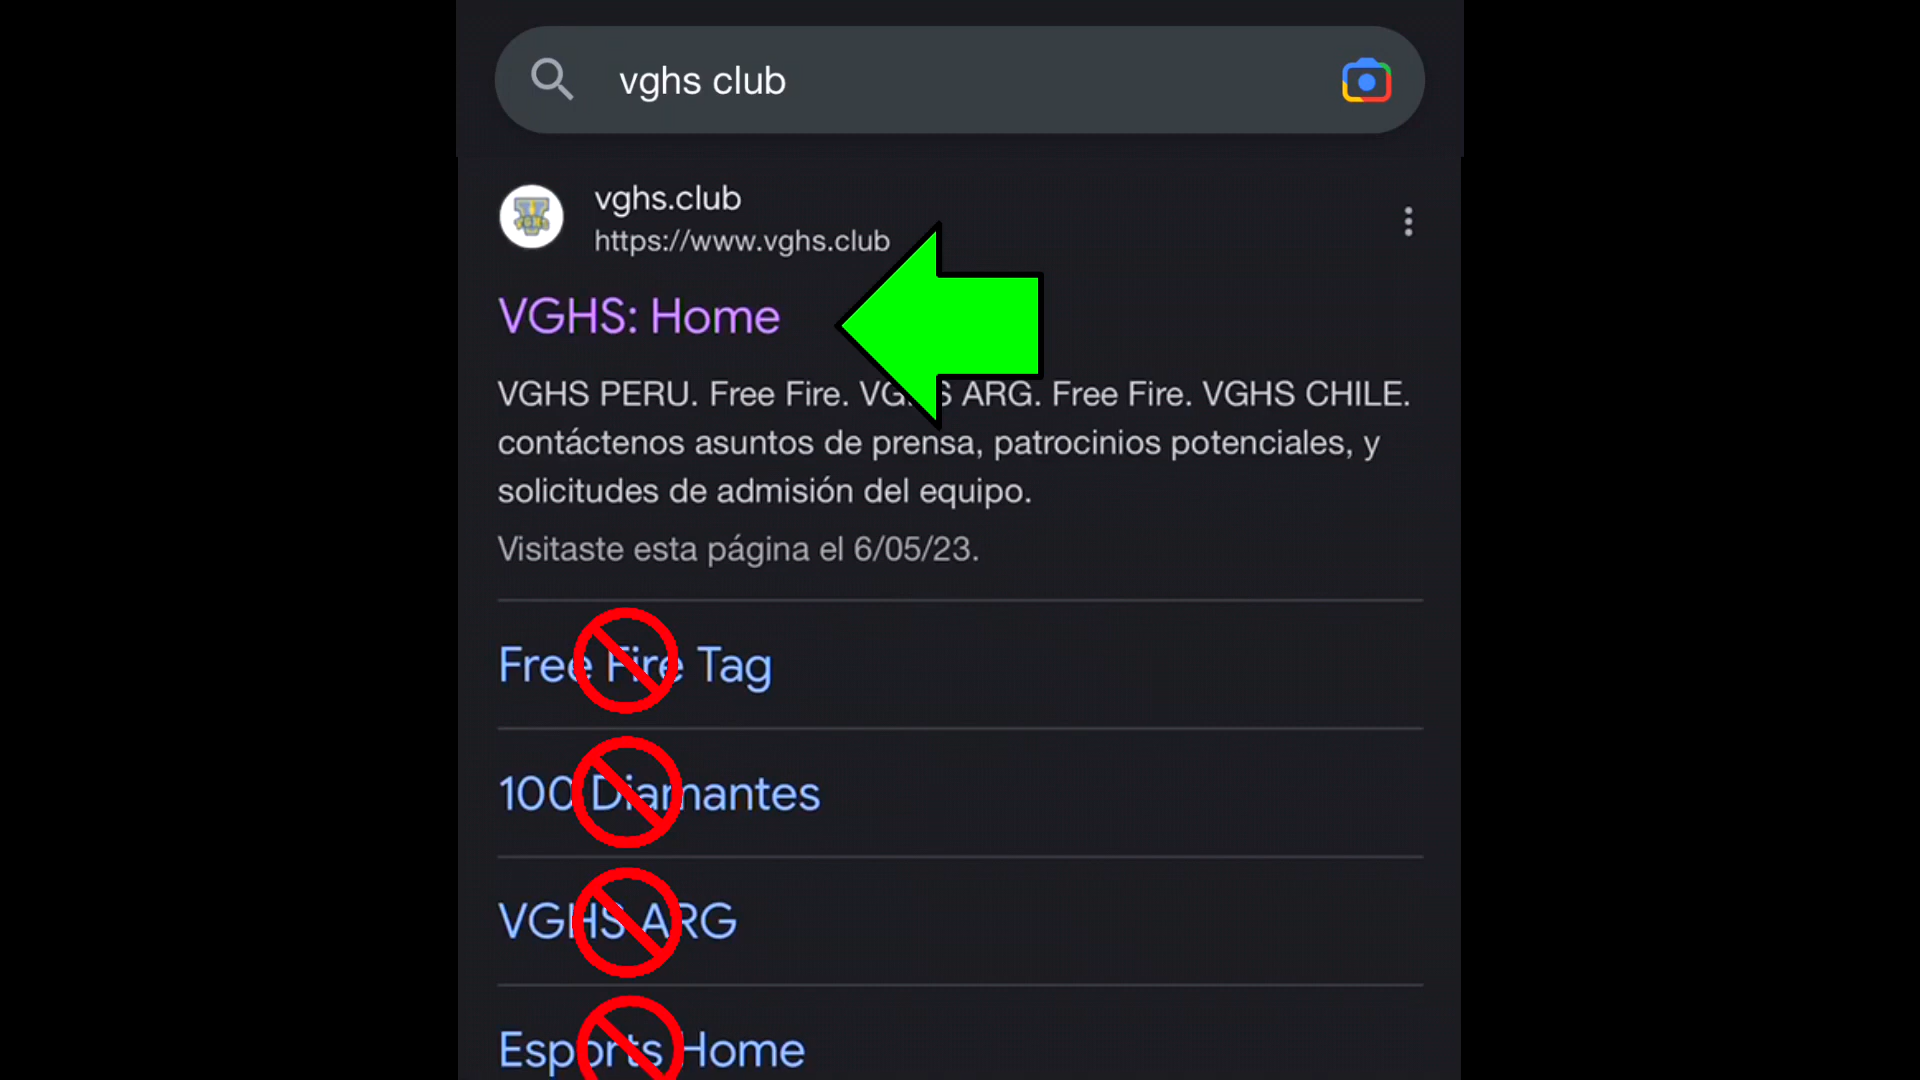 vghs club
vghs.club
https://www.vghs.club
VGHS: Home
VGHS PERU. Free Fire. VGHS ARG. Free Fire. VGHS CHILE.
contáctenos asuntos de prensa, patrocinios potenciales, y
solicitudes de admisión del equipo.
Visitaste esta página el 6/05/23.
Free Fire Tag
100 Diamantes
VGHS ARG
Esports Home